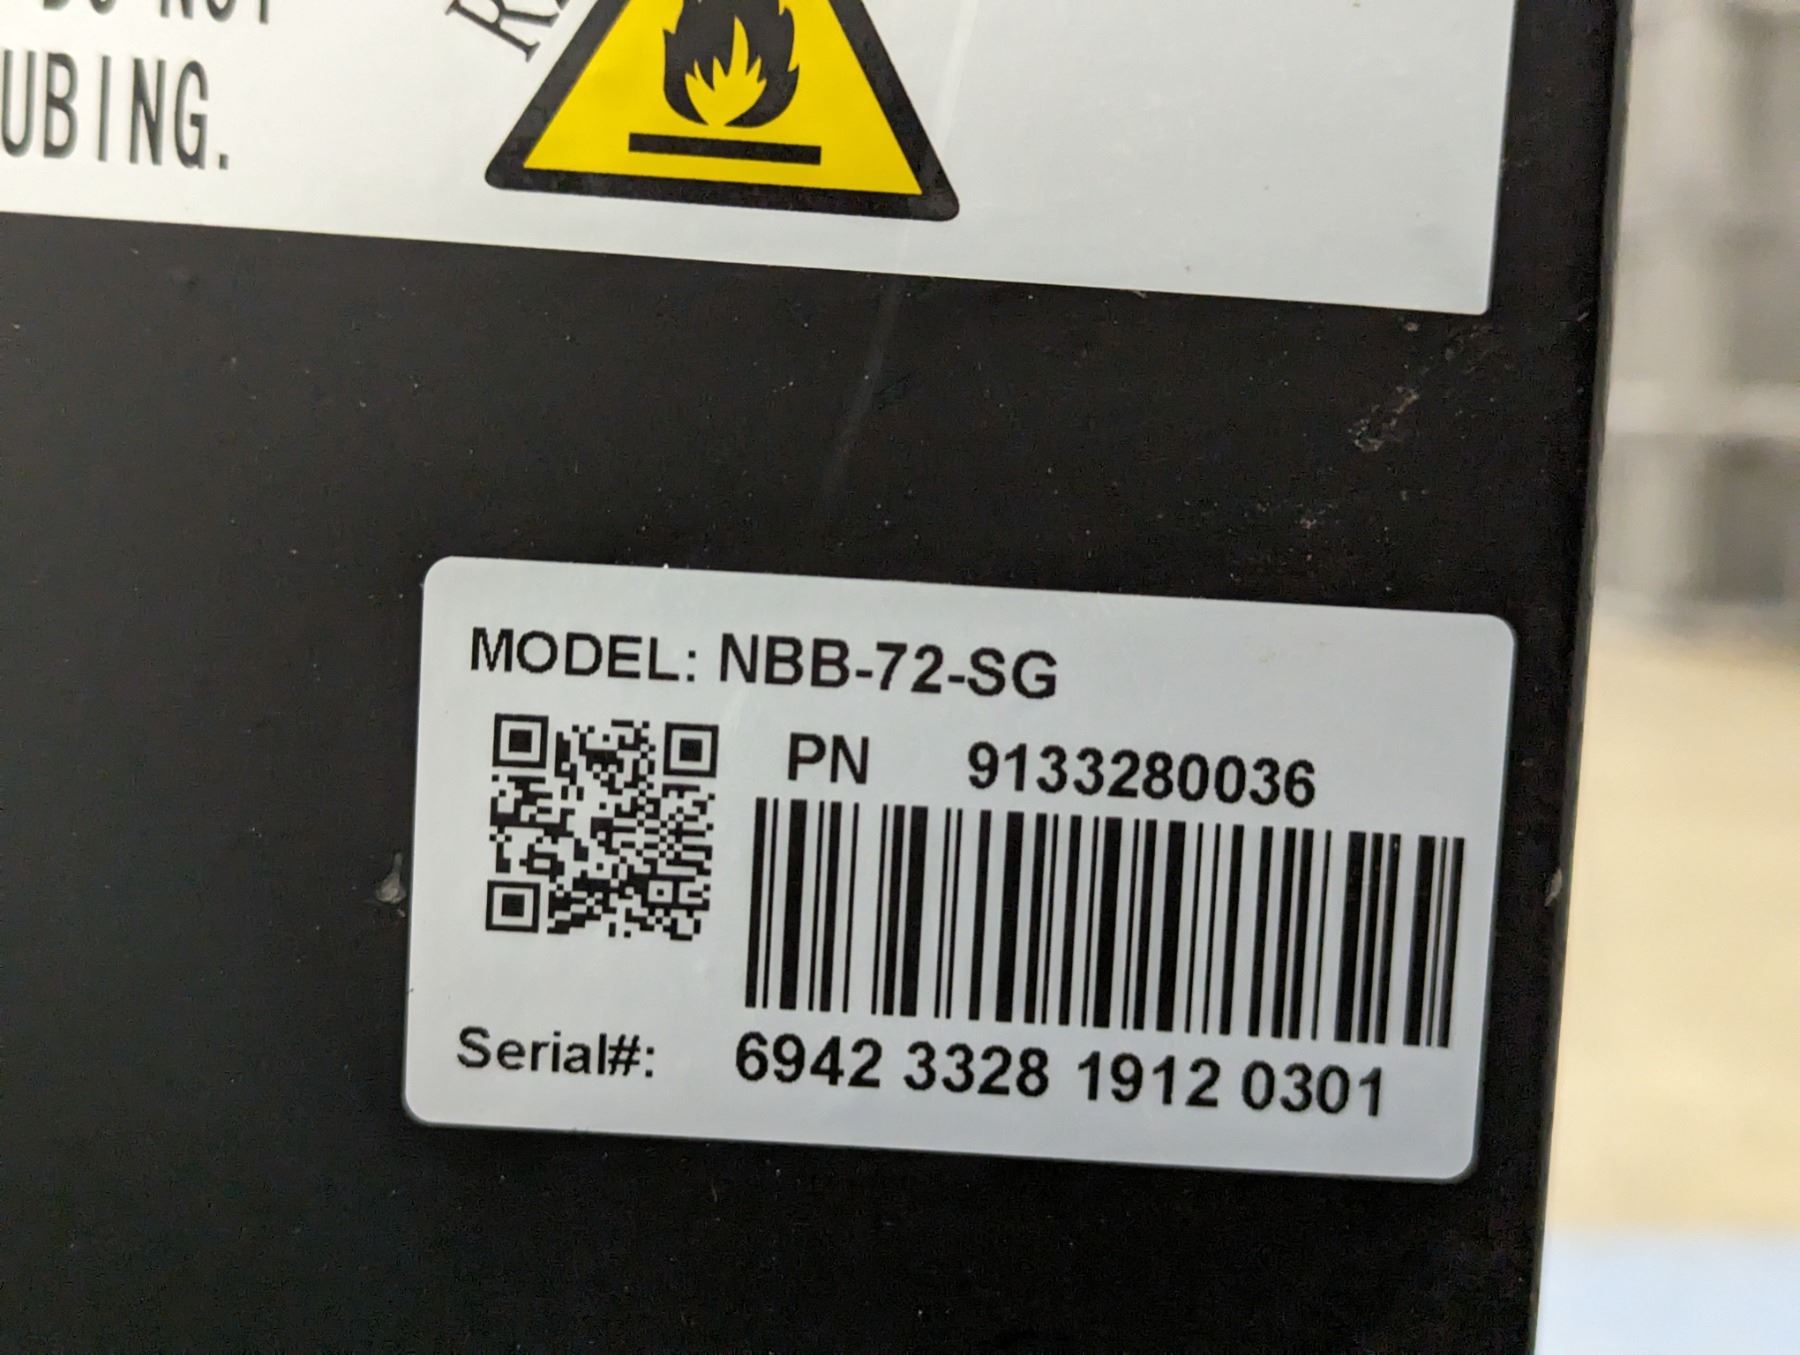 UBING.
MODEL: NBB-72-SG
PN 9133280036
Serial#: 6942 3328 1912 0301